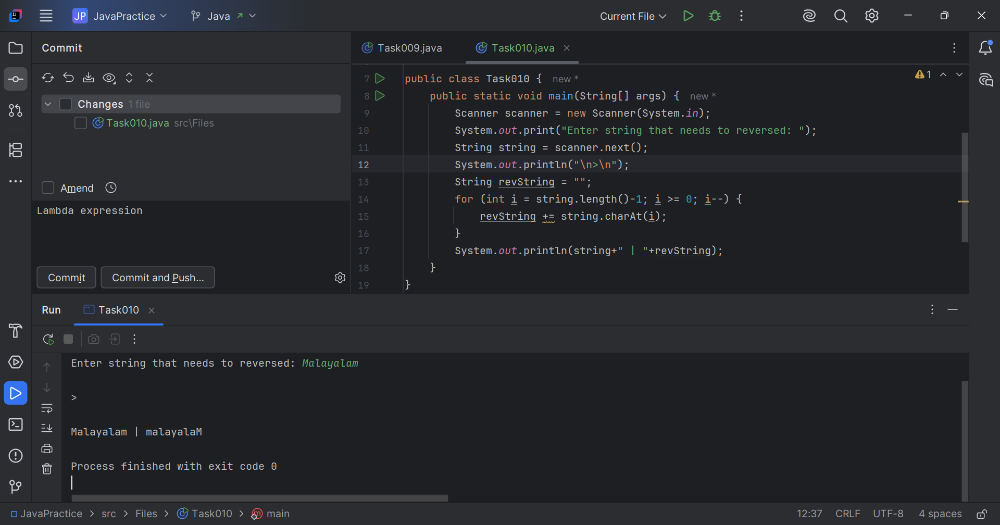 JP JavaPractice Java Current File
Commit
Changes 1 file
Task010.java src\Files
Amend
Lambda expression
Commit Commit and Push...
Task009.java Task010.java
1
7 public class Task010 { new *
8 public static void main(String[] args) { new *
9 Scanner scanner = new Scanner(System.in);
10 System.out.print("Enter string that needs to reversed: ");
11 String string = scanner.next();
12 System.out.println("\n>\n");
13 String revString = "";
14 for (int i = string.length()-1; i >= 0; i--) {
15 revString += string.charAt(i);
16 }
17 System.out.println(string+" | "+revString);
18 }
19 }
Run Task010
Enter string that needs to reversed: Malayalam
>
Malayalam | malayalaM
Process finished with exit code 0
JavaPractice > src > Files > Task010 > main 12:37 CRLF UTF-8 4 spaces